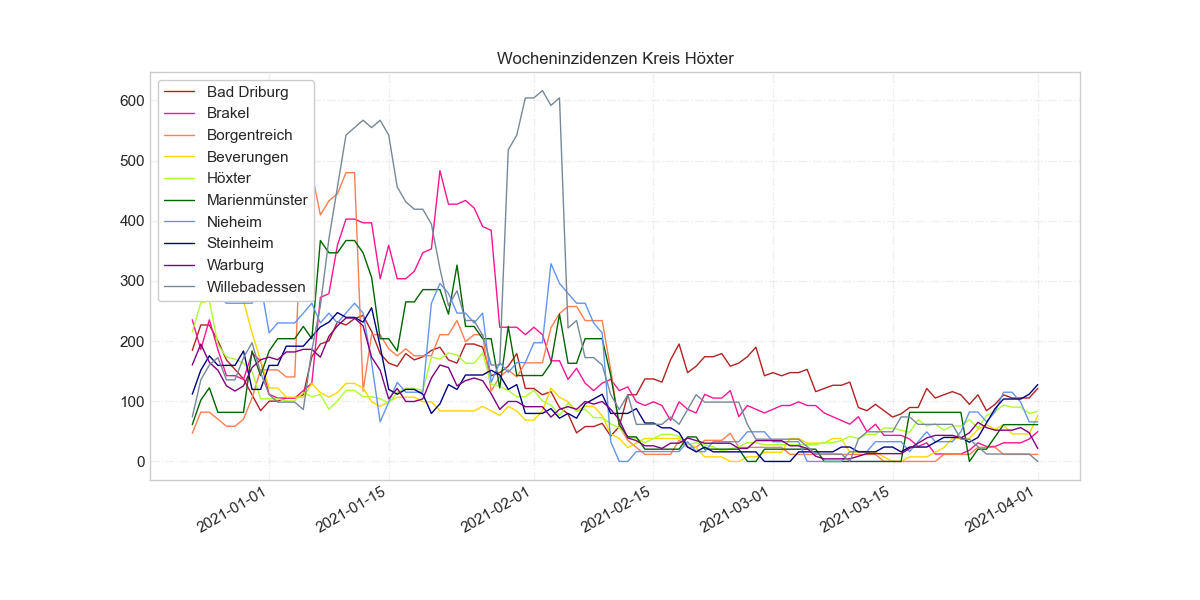 Wocheninzidenzen Kreis Höxter
600
500
400
300
200
100
0
Bad Driburg
Brakel
Borgentreich
Beverungen
Höxter
Marienmünster
Nieheim
Steinheim
Warburg
Willebadessen
2021-01-01
2021-01-15
2021-02-01
2021-02-15
2021-03-01
2021-03-15
2021-04-01